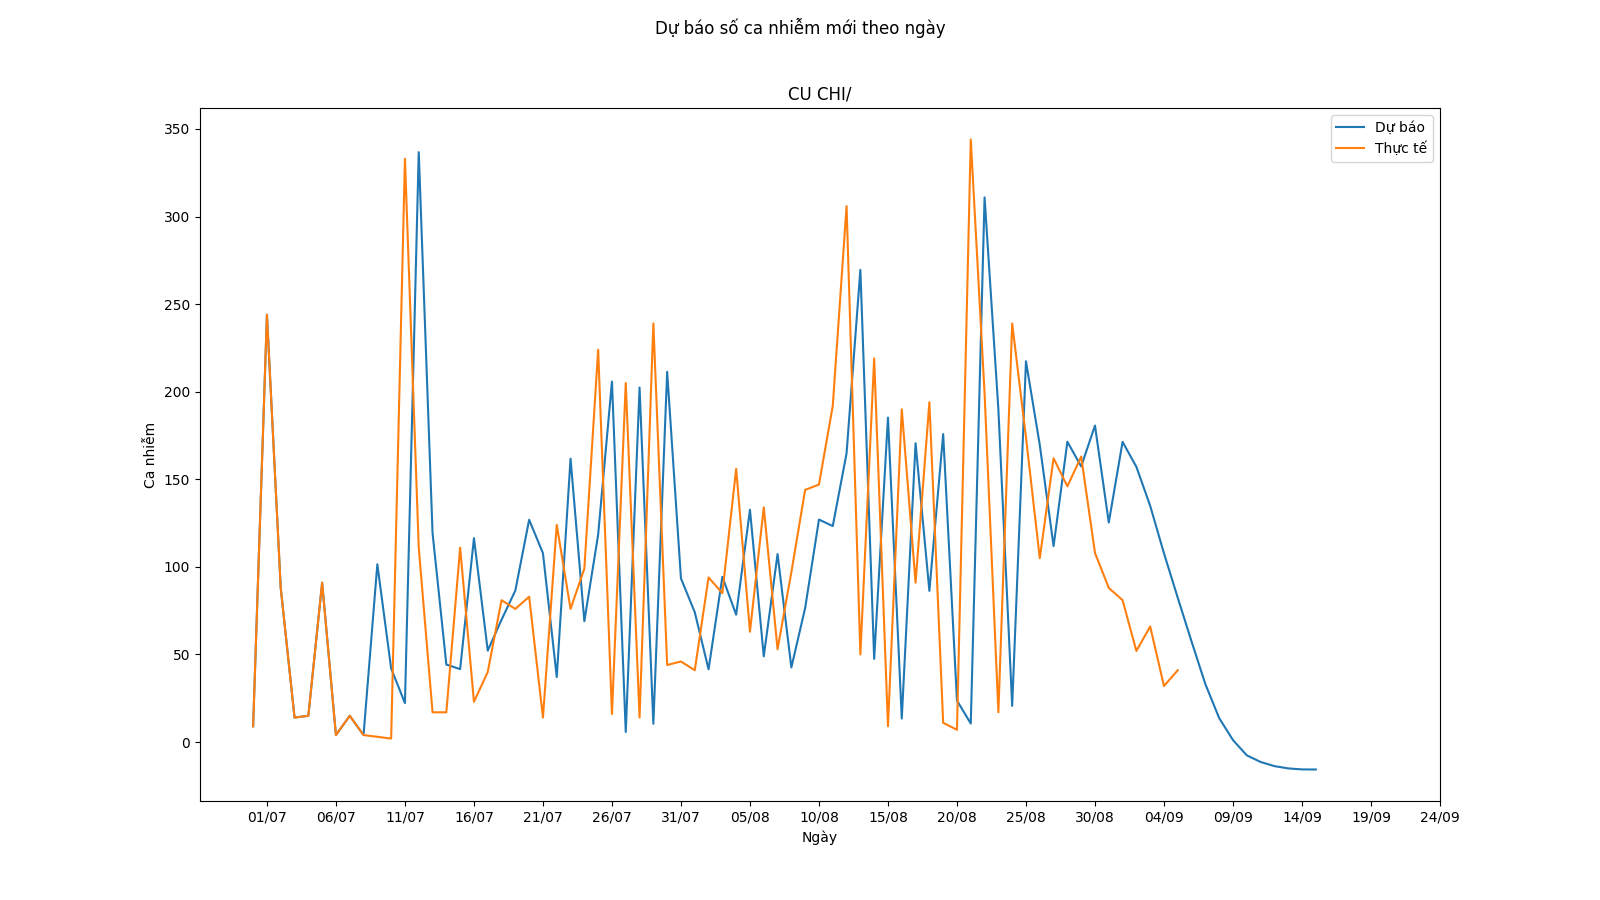 Dự báo số ca nhiễm mới theo ngày
CU CHI/
Dự báo
Thực tế
350
300
250
200
150
100
50
0
Ca nhiễm
01/07 06/07 11/07 16/07 21/07 26/07 31/07 05/08 10/08 15/08 20/08 25/08 30/08 04/09 09/09 14/09 19/09 24/09
Ngày